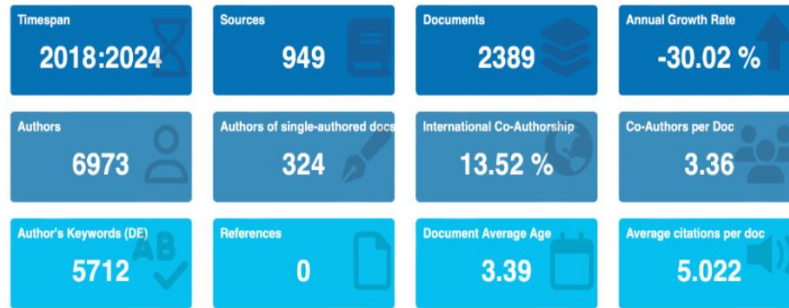 Timespan
2018:2024
Sources
949
Documents
2389
Annual Growth Rate
-30.02 %
Authors
6973
Authors of single-authored docs
324
International Co-Authorship
13.52 %
Co-Authors per Doc
3.36
Author's Keywords (DE)
AB
5712
References
0
Document Average Age
3.39
Average citations per doc
5.022